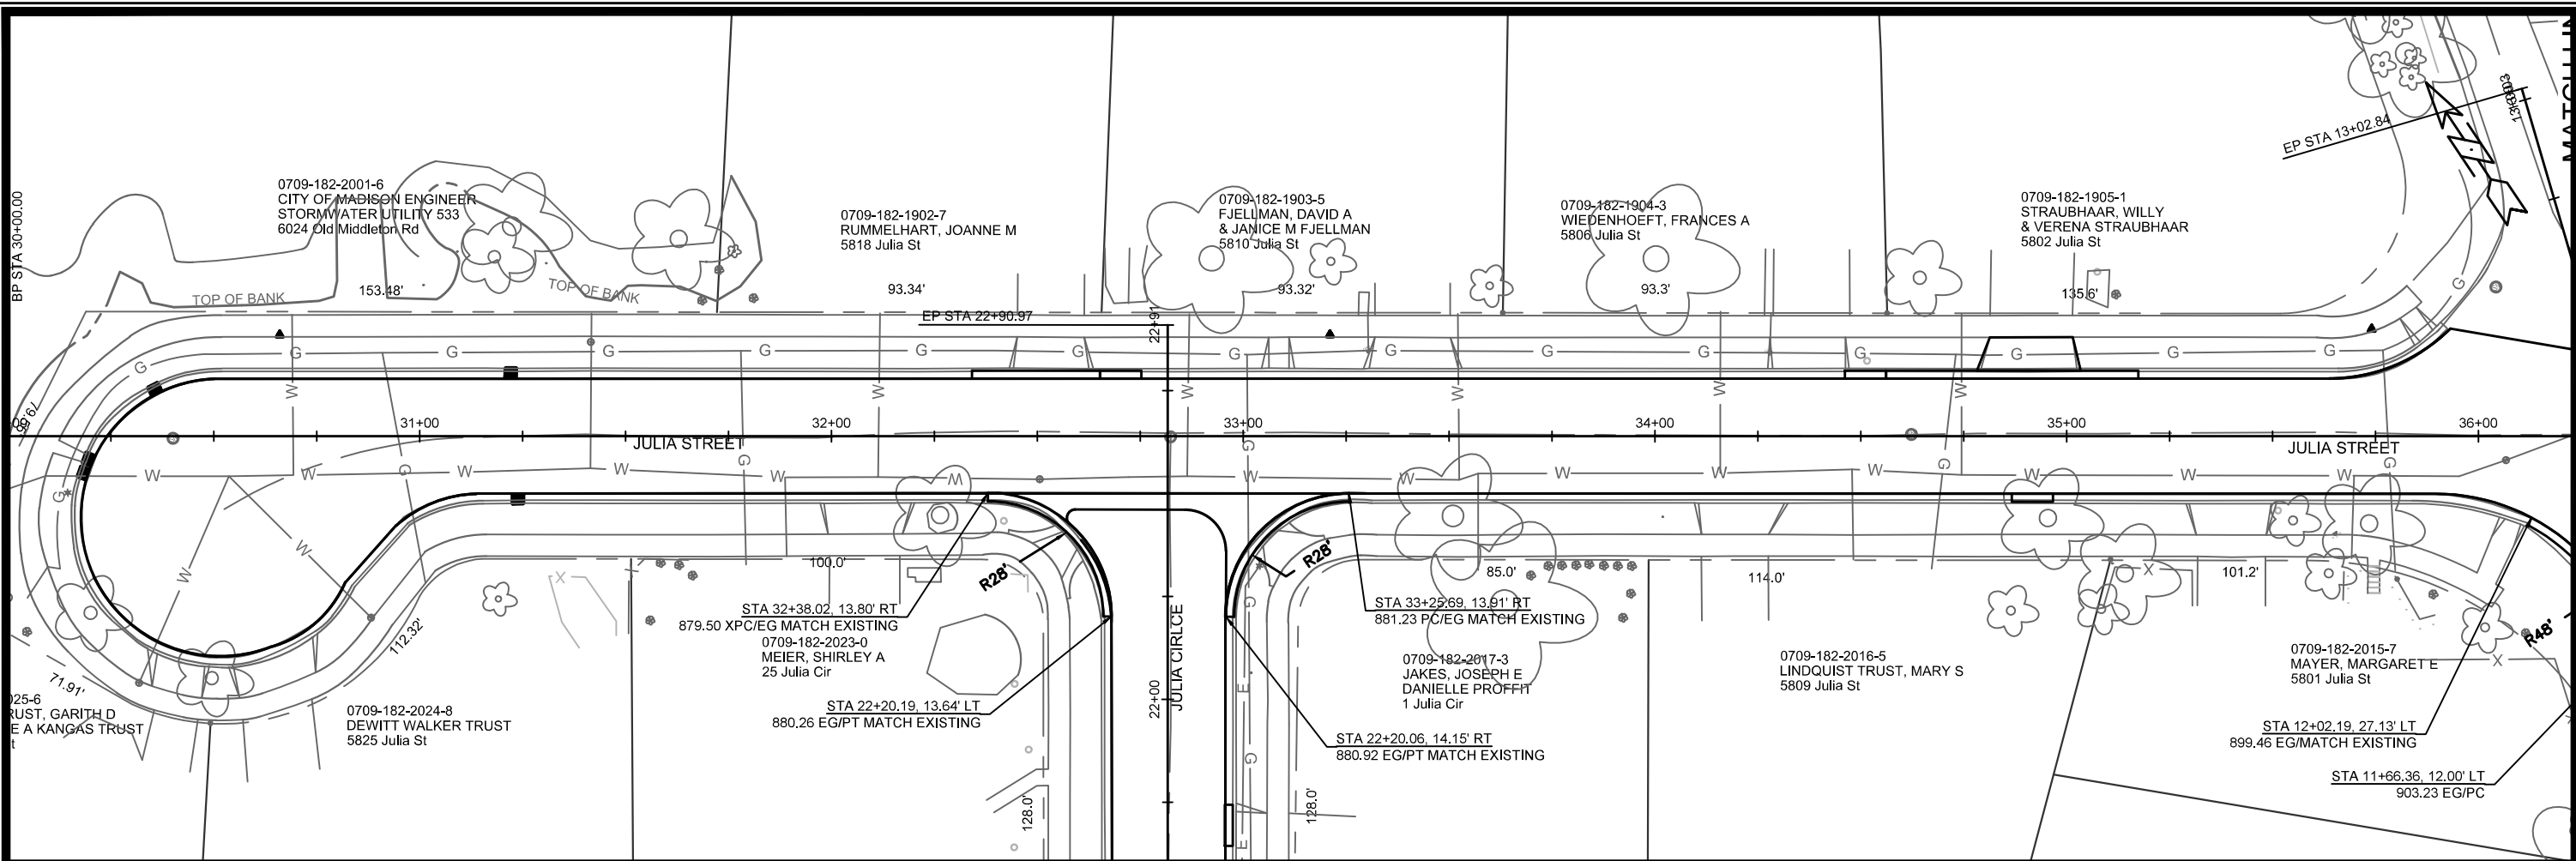 BP STA 30+00.00
0709-182-2001-6
CITY OF MADISON ENGINEER
STORMWATER UTILITY 533
6024 Old Middleton Rd
TOP OF BANK
153.48'
TOP OF BANK
0709-182-1902-7
RUMMELHART, JOANNE M
5818 Julia St
93.34'
EP STA 22+90.97
22+91
0709-182-1903-5
FJELLMAN, DAVID A
& JANICE M FJELLMAN
5810 Julia St
93.32'
0709-182-1904-3
WIEDENHOEFT, FRANCES A
5806 Julia St
93.3'
0709-182-1905-1
STRAUBHAAR, WILLY
& VERENA STRAUBHAAR
5802 Julia St
135.6'
EP STA 13+02.84
G G G G G G G G G G G G G G
W W W W W W
31+00
32+00
33+00
34+00
35+00
36+00
JULIA STREET
JULIA STREET
W W W W W W W W W W W W W
100.0'
R28'
STA 32+38.02, 13.80' RT
879.50 XPC/EG MATCH EXISTING
0709-182-2023-0
MEIER, SHIRLEY A
25 Julia Cir
STA 22+20.19, 13.64' LT
880.26 EG/PT MATCH EXISTING
112.32'
71.91'
025-6
RUST, GARITH D
E A KANGAS TRUST
t
0709-182-2024-8
DEWITT WALKER TRUST
5825 Julia St
128.0'
22+00
JULIA CIRLCE
128.0'
R28'
85.0'
STA 33+25.69, 13.91' RT
881.23 PC/EG MATCH EXISTING
0709-182-2017-3
JAKES, JOSEPH E
DANIELLE PROFFIT
1 Julia Cir
STA 22+20.06, 14.15' RT
880.92 EG/PT MATCH EXISTING
114.0'
0709-182-2016-5
LINDQUIST TRUST, MARY S
5809 Julia St
101.2'
0709-182-2015-7
MAYER, MARGARET E
5801 Julia St
R48'
STA 12+02.19, 27.13' LT
899.46 EG/MATCH EXISTING
STA 11+66.36, 12.00' LT
903.23 EG/PC